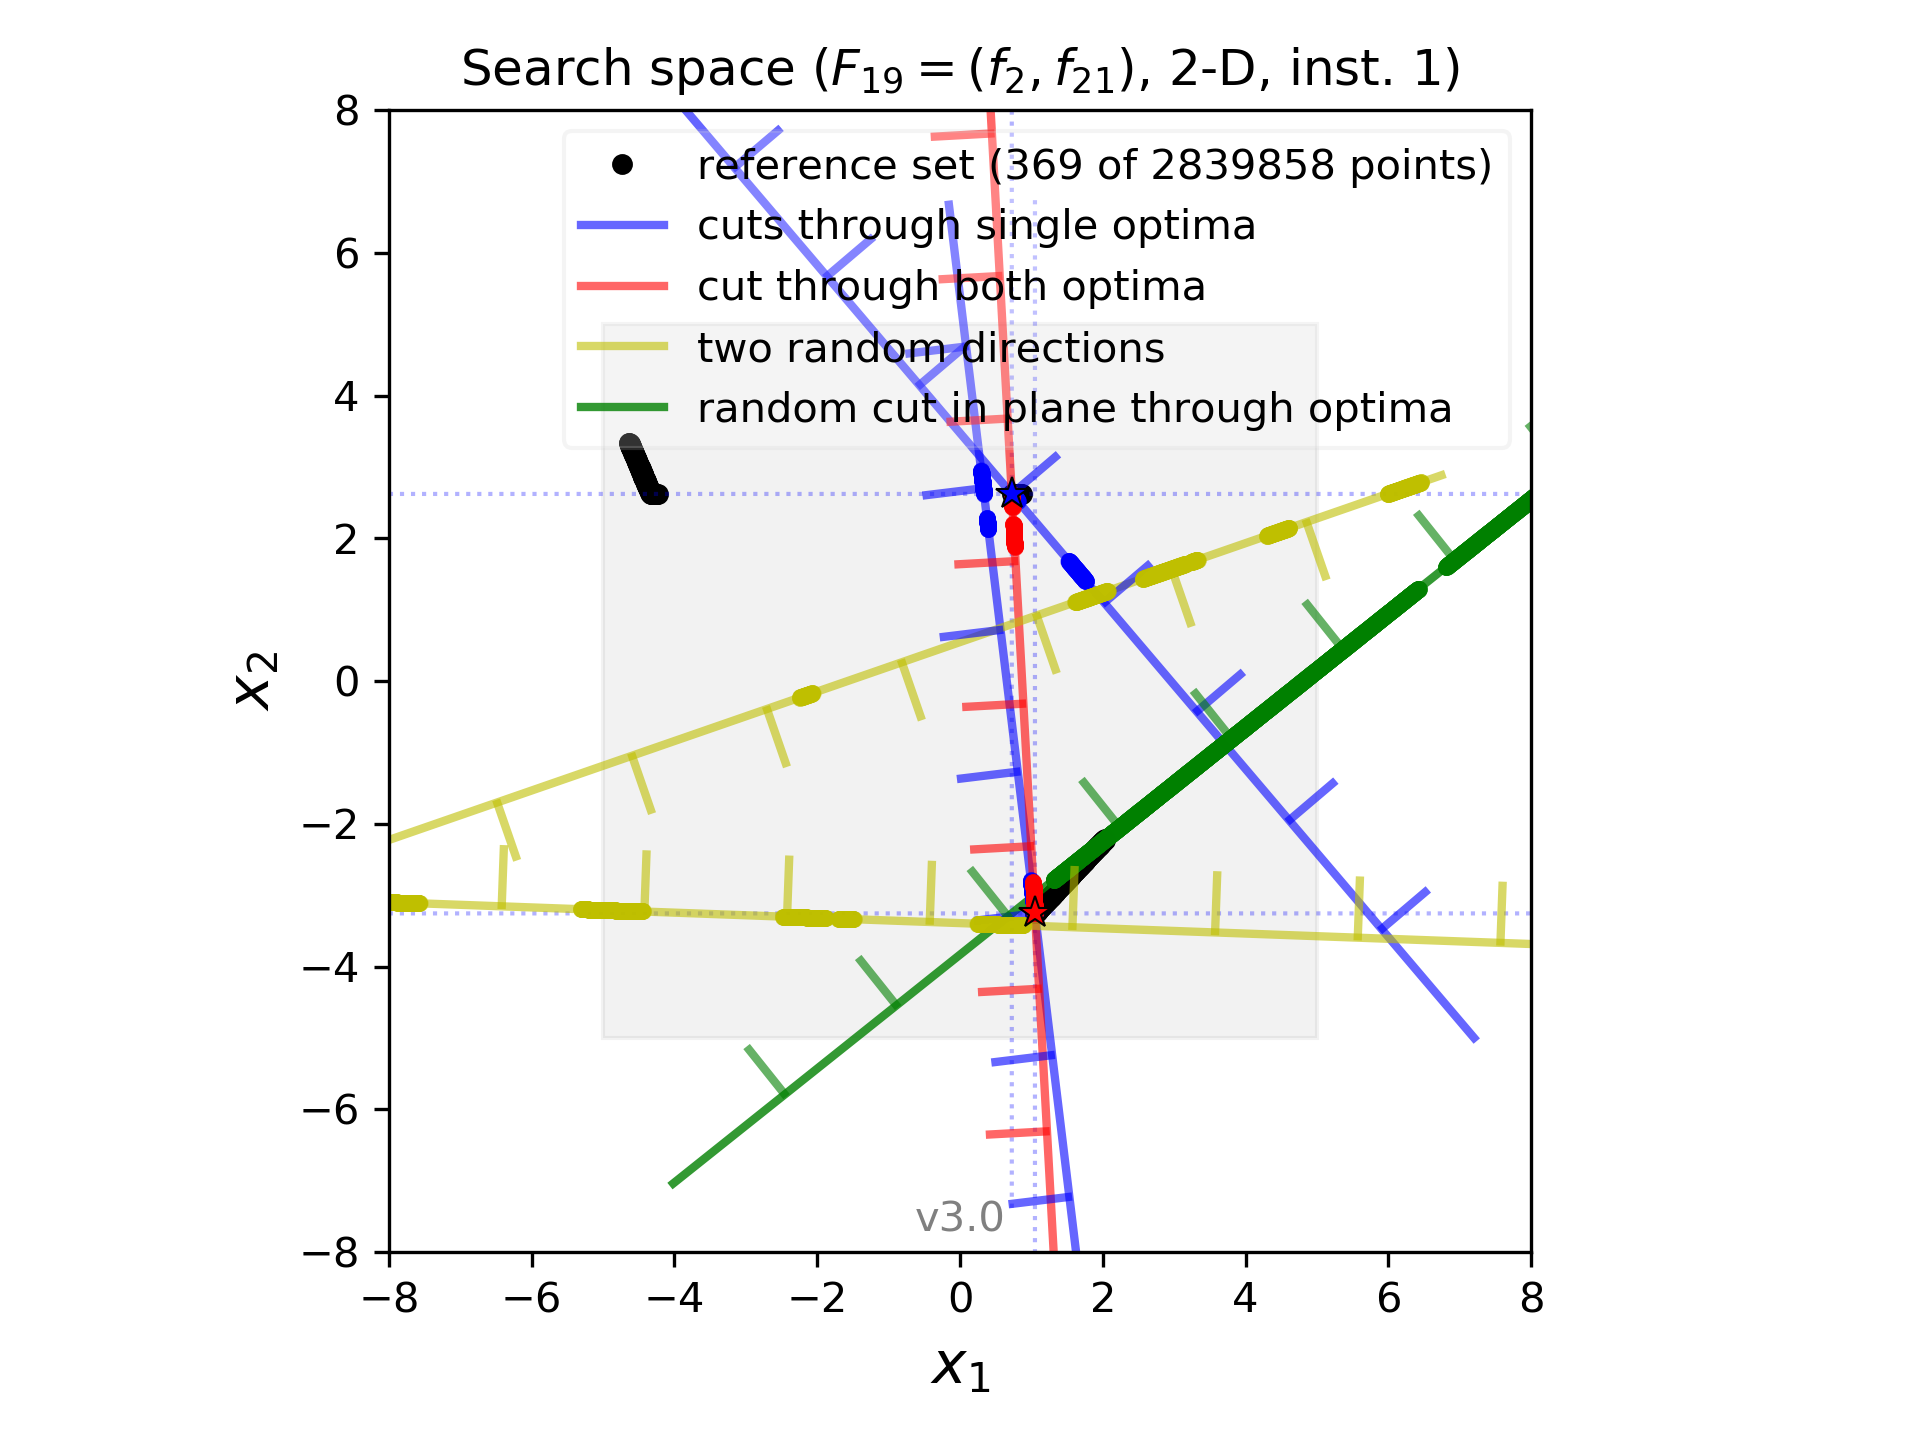 Search space (F₁₉ = (f₂, f₂₁), 2-D, inst. 1)
reference set (369 of 2839858 points)
cuts through single optima
cut through both optima
two random directions
random cut in plane through optima
8
6
4
2
0
−2
−4
−6
−8
x₂
v3.0
−8 −6 −4 −2 0 2 4 6 8
x₁